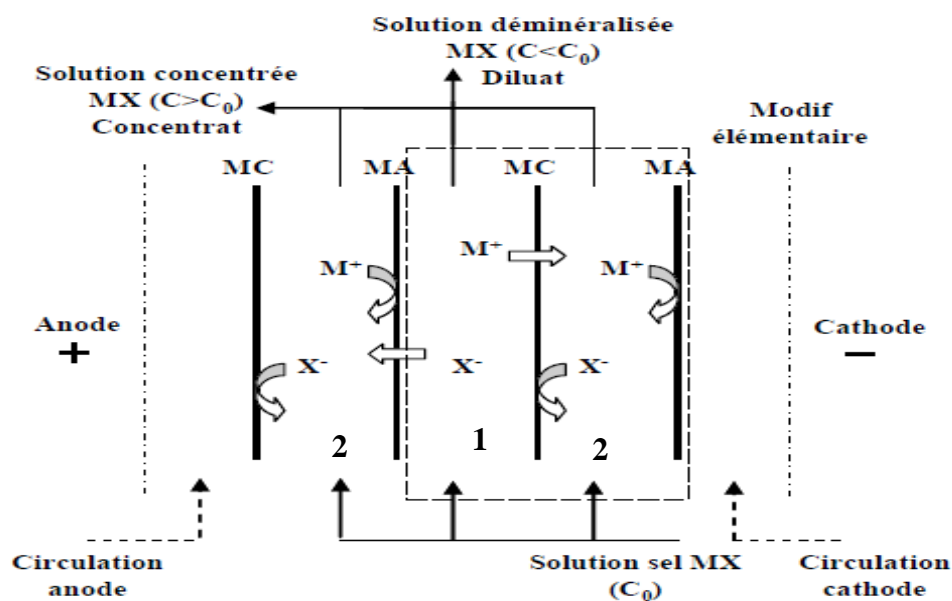 Solution déminéralisée
MX (C<C0)
Diluat
Solution concentrée
MX (C>C0)
Concentrat
Modif
élémentaire
MC
MA
MC
MA
M+
M+
M+
Anode
+
Cathode
−
X-
X-
X-
2
1
2
Circulation
anode
Solution sel MX
(C0)
Circulation
cathode